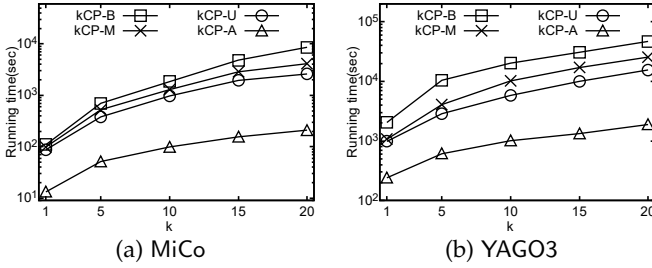 kCP-B kCP-U
kCP-M kCP-A
Running time(sec)
10^4
10^3
10^2
10^1
1 5 10 15 20
k
(a) MiCo
kCP-B kCP-U
kCP-M kCP-A
Running time(sec)
10^5
10^4
10^3
10^2
1 5 10 15 20
k
(b) YAGO3